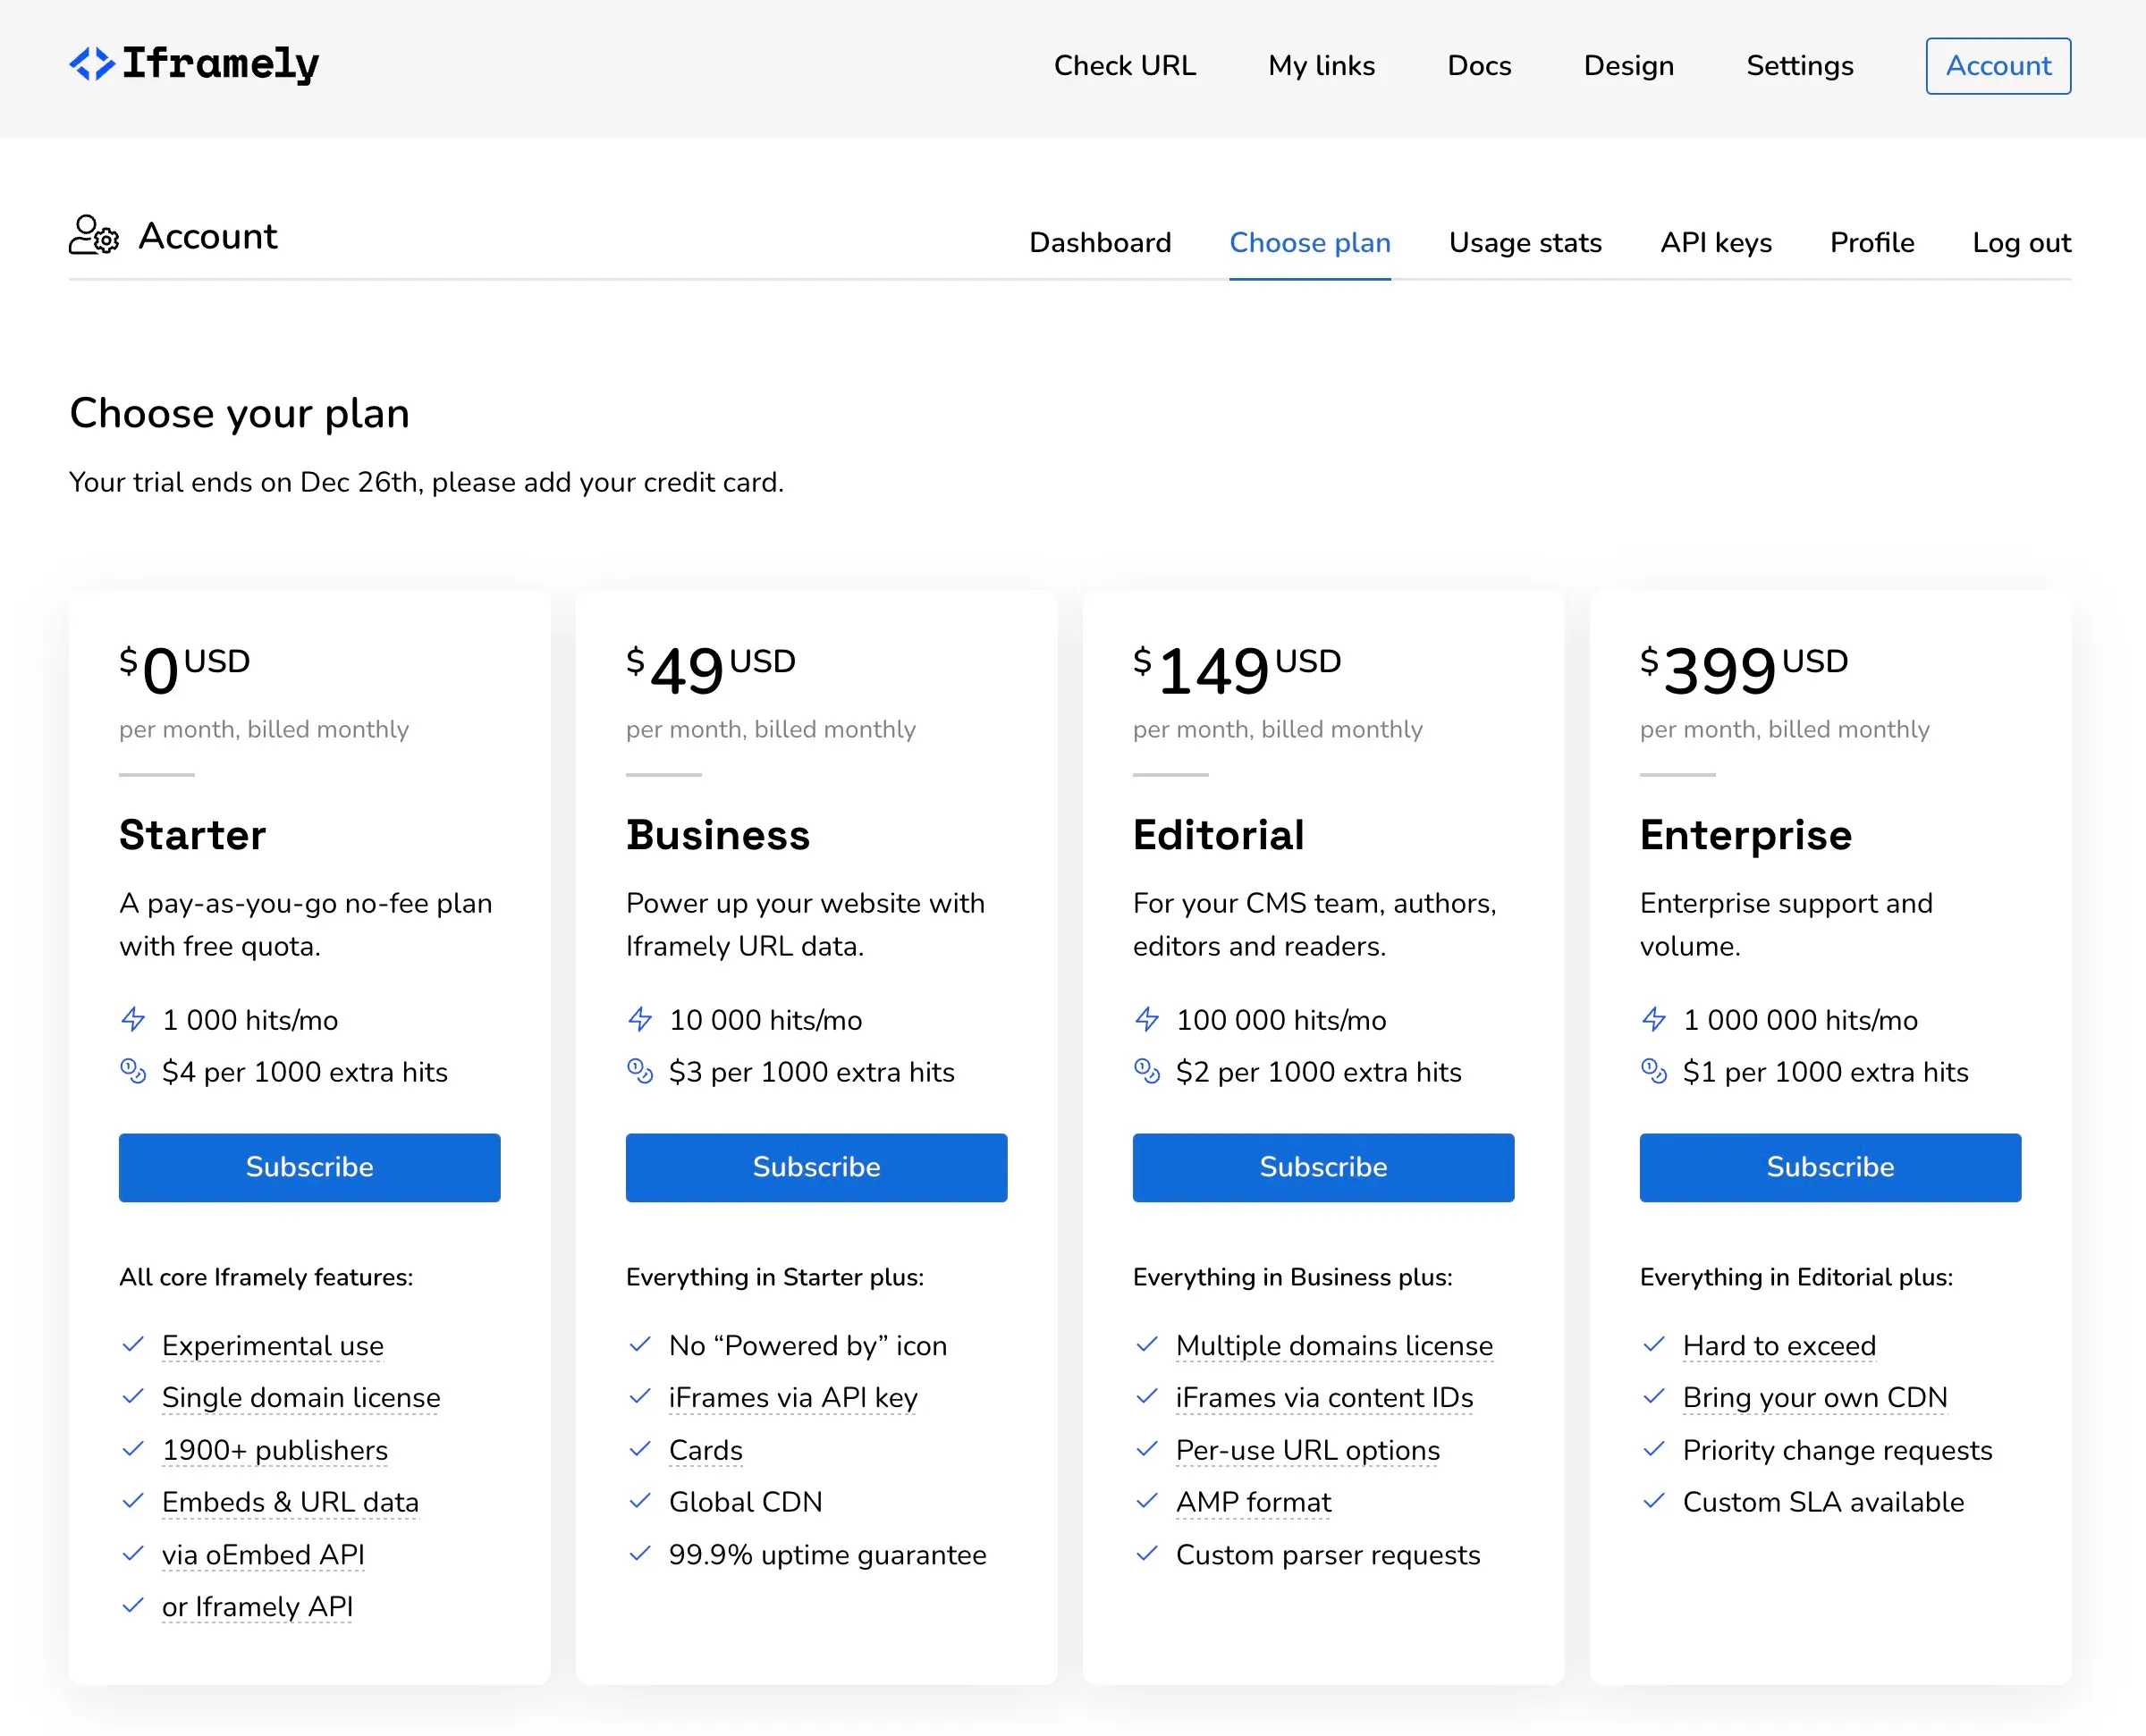 Iframely
Check URL
My links
Docs
Design
Settings
Account
Account
Dashboard
Choose plan
Usage stats
API keys
Profile
Log out
Choose your plan
Your trial ends on Dec 26th, please add your credit card.
$0 USD
per month, billed monthly
Starter
A pay-as-you-go no-fee plan
with free quota.
1 000 hits/mo
$4 per 1000 extra hits
Subscribe
All core Iframely features:
Experimental use
Single domain license
1900+ publishers
Embeds & URL data
via oEmbed API
or Iframely API
$49 USD
per month, billed monthly
Business
Power up your website with
Iframely URL data.
10 000 hits/mo
$3 per 1000 extra hits
Subscribe
Everything in Starter plus:
No “Powered by” icon
iFrames via API key
Cards
Global CDN
99.9% uptime guarantee
$149 USD
per month, billed monthly
Editorial
For your CMS team, authors,
editors and readers.
100 000 hits/mo
$2 per 1000 extra hits
Subscribe
Everything in Business plus:
Multiple domains license
iFrames via content IDs
Per-use URL options
AMP format
Custom parser requests
$399 USD
per month, billed monthly
Enterprise
Enterprise support and
volume.
1 000 000 hits/mo
$1 per 1000 extra hits
Subscribe
Everything in Editorial plus:
Hard to exceed
Bring your own CDN
Priority change requests
Custom SLA available